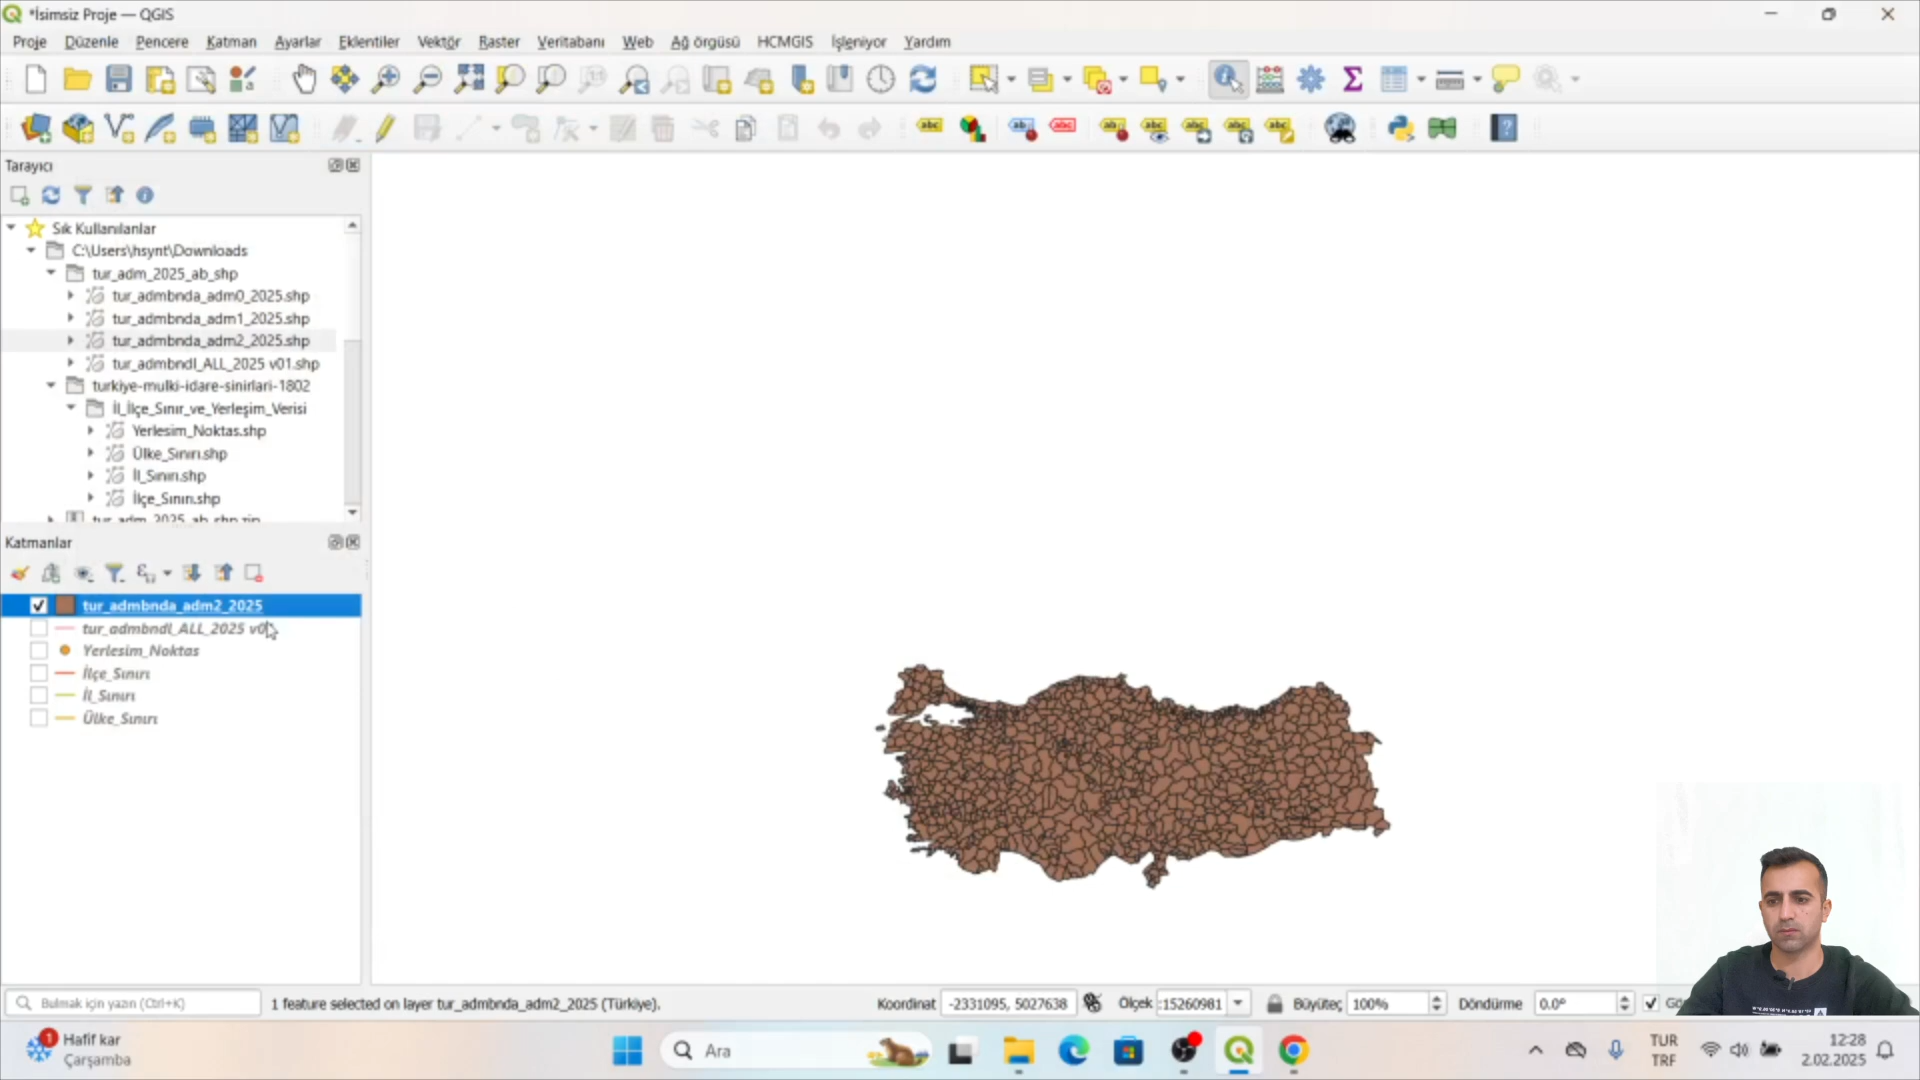 *İsimsiz Proje — QGIS
Proje Düzenle Pencere Katman Ayarlar Eklentiler Vektör Raster Veritabanı Web Ağ örgüsü HCMGIS İşleniyor Yardım
Tarayıcı
Sık Kullanılanlar
C:\Users\hsynt\Downloads
tur_adm_2025_ab_shp
tur_admbnda_adm0_2025.shp
tur_admbnda_adm1_2025.shp
tur_admbnda_adm2_2025.shp
tur_admbndl_ALL_2025 v01.shp
turkiye-mulki-idare-sinirlari-1802
İl_İlçe_Sınır_ve_Yerleşim_Verisi
Yerlesim_Noktas.shp
Ülke_Sınırı.shp
İl_Sınırı.shp
İlçe_Sınırı.shp
tur_adm_2025_ab_shp.zip
Katmanlar
tur_admbnda_adm2_2025
tur_admbndl_ALL_2025 v0
Yerlesim_Noktas
İlçe_Sınırı
İl_Sınırı
Ülke_Sınırı
Bulmak için yazın (Ctrl+K) 1 feature selected on layer tur_admbnda_adm2_2025 (Türkiye). Koordinat -2331095, 5027638 Ölçek :15260981 Büyüteç 100% Döndürme 0.0°
1 Hafif kar
Çarşamba
Ara
TUR
TRF
12:28
2.02.2025